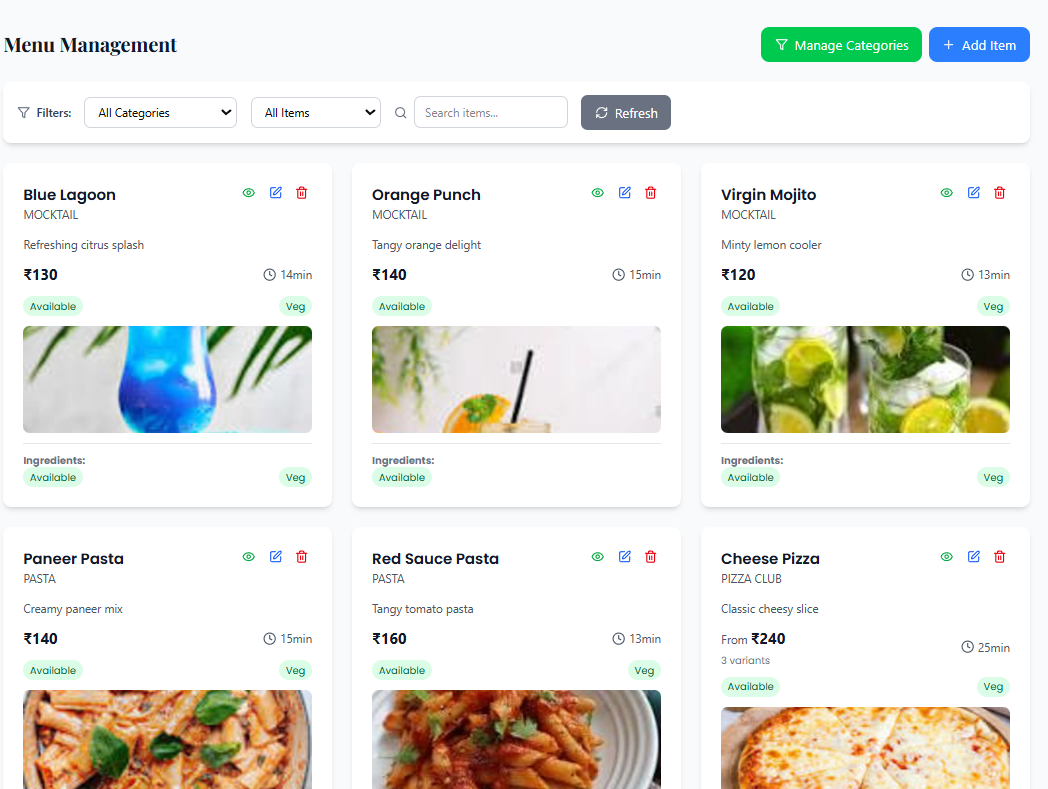 Menu Management
Manage Categories
Add Item
Filters:
All Categories
All Items
Search items...
Refresh
Blue Lagoon
MOCKTAIL
Refreshing citrus splash
₹130
14min
Available
Veg
Ingredients:
Available
Veg
Orange Punch
MOCKTAIL
Tangy orange delight
₹140
15min
Available
Ingredients:
Available
Virgin Mojito
MOCKTAIL
Minty lemon cooler
₹120
13min
Available
Veg
Ingredients:
Available
Veg
Paneer Pasta
PASTA
Creamy paneer mix
₹140
15min
Available
Veg
Red Sauce Pasta
PASTA
Tangy tomato pasta
₹160
13min
Available
Veg
Cheese Pizza
PIZZA CLUB
Classic cheesy slice
From ₹240
3 variants
25min
Available
Veg